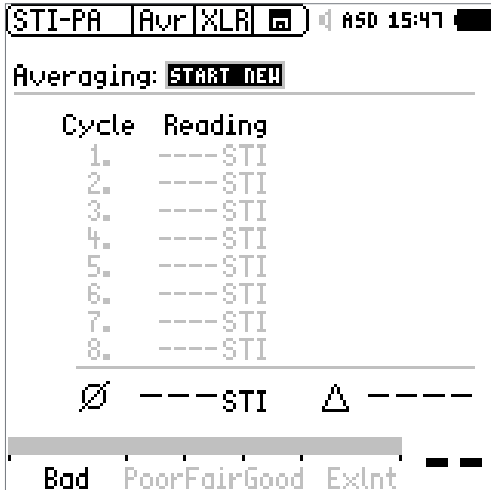 STI-PA Avr XLR ASD 15:47
Averaging: START NEW
Cycle Reading
1. ----STI
2. ----STI
3. ----STI
4. ----STI
5. ----STI
6. ----STI
7. ----STI
8. ----STI
Ø ---STI Δ ----
Bad Poor Fair Good Exlnt --